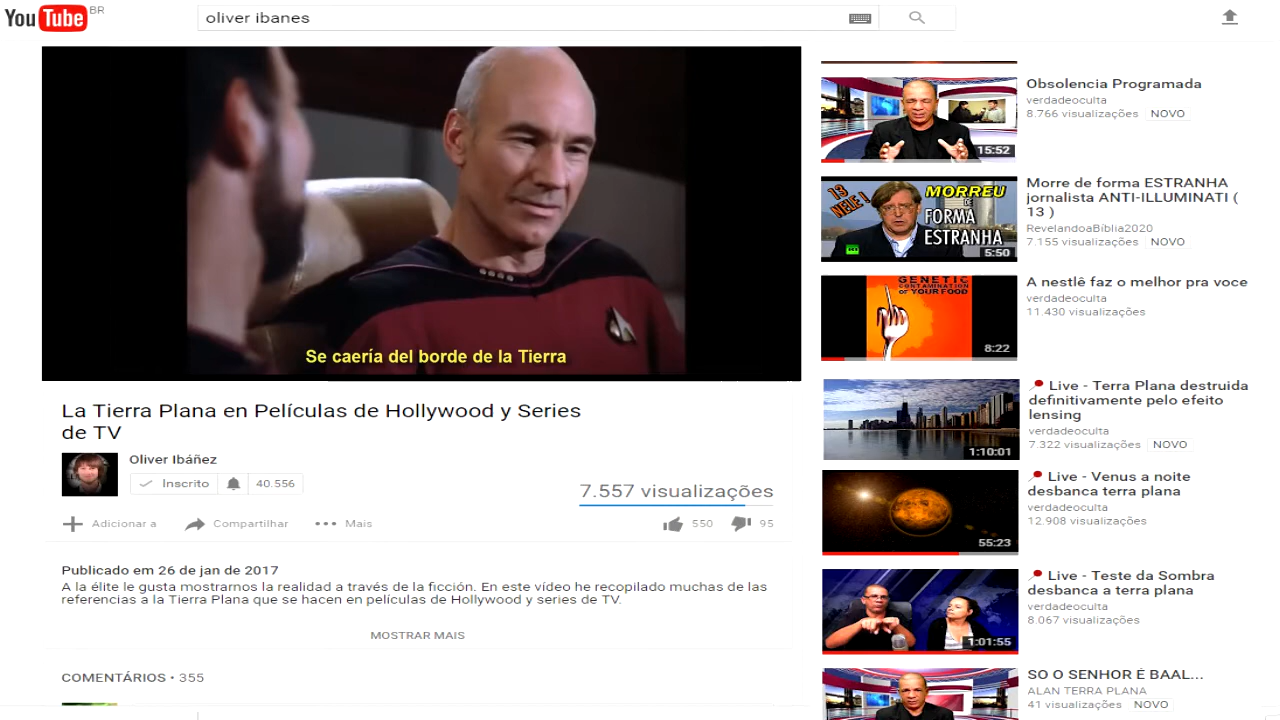 YouTube BR
oliver ibanes
Se caería del borde de la Tierra
La Tierra Plana en Películas de Hollywood y Series
de TV
Oliver Ibáñez
Inscrito 40.556
7.557 visualizações
Adicionar a Compartilhar Mais 550 95
Publicado em 26 de jan de 2017
A la élite le gusta mostrarnos la realidad a través de la ficción. En este vídeo he recopilado muchas de las
referencias a la Tierra Plana que se hacen en películas de Hollywood y series de TV.
MOSTRAR MAIS
COMENTÁRIOS • 355
15:52
Obsolencia Programada
verdadeoculta
8.766 visualizações NOVO
13
NELE !
MORREU
DE
FORMA
ESTRANHA
5:50
Morre de forma ESTRANHA
jornalista ANTI-ILLUMINATI (
13 )
RevelandoaBíblia2020
7.155 visualizações NOVO
GENETIC
CONTAMINATION
OF YOUR FOOD
8:22
A nestlê faz o melhor pra voce
verdadeoculta
11.430 visualizações
1:10:01
Live - Terra Plana destruida
definitivamente pelo efeito
lensing
verdadeoculta
7.322 visualizações NOVO
55:23
Live - Venus a noite
desbanca terra plana
verdadeoculta
12.908 visualizações
1:01:55
Live - Teste da Sombra
desbanca a terra plana
verdadeoculta
8.067 visualizações
SO O SENHOR É BAAL...
ALAN TERRA PLANA
41 visualizações NOVO